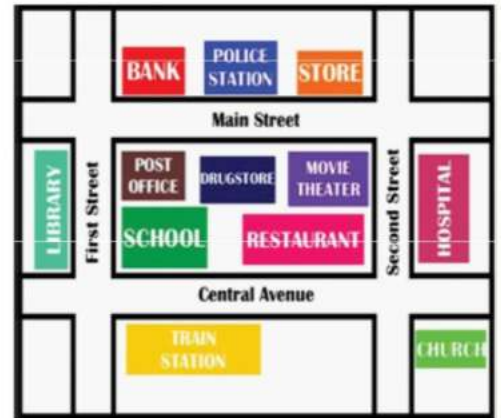 BANK
POLICE
STATION
STORE
Main Street
LIBRARY
First Street
POST
OFFICE
DRUGSTORE
MOVIE
THEATER
Second Street
HOSPITAL
SCHOOL
RESTAURANT
Central Avenue
TRAIN
STATION
CHURCH